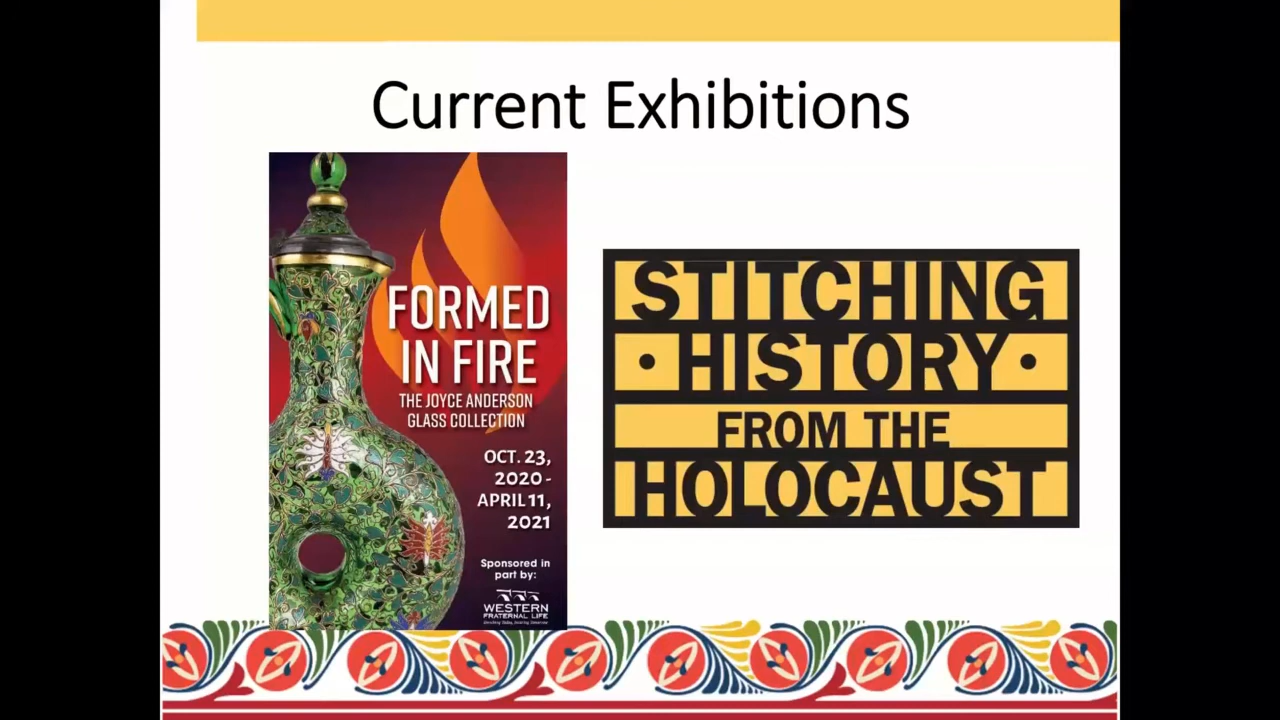 Current Exhibitions
FORMED
IN FIRE
THE JOYCE ANDERSON
GLASS COLLECTION
OCT. 23,
2020-
APRIL 11,
2021
Sponsored in
part by:
WESTERN
FRATERNAL LIFE
STITCHING
• HISTORY •
FROM THE
HOLOCAUST